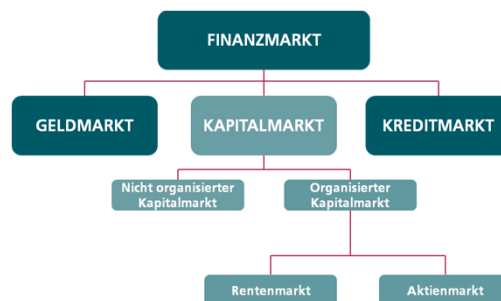 FINANZMARKT
GELDMARKT
KAPITALMARKT
KREDITMARKT
Nicht organisierter
Kapitalmarkt
Organisierter
Kapitalmarkt
Rentenmarkt
Aktienmarkt